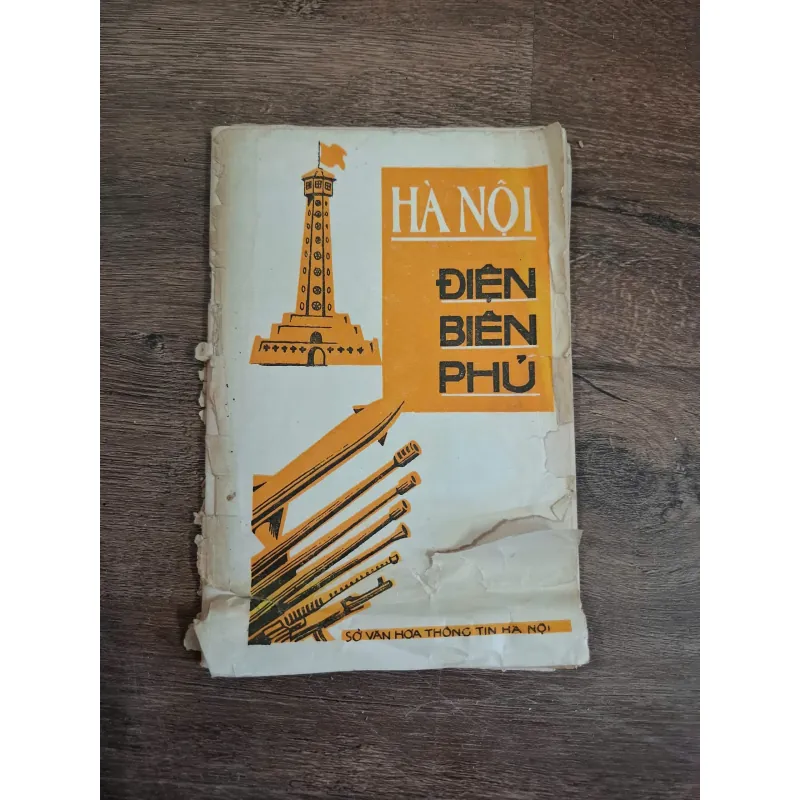 HÀ NỘI
ĐIỆN
BIÊN
PHỦ
SỞ VĂN HÓA THÔNG TIN HÀ NỘI